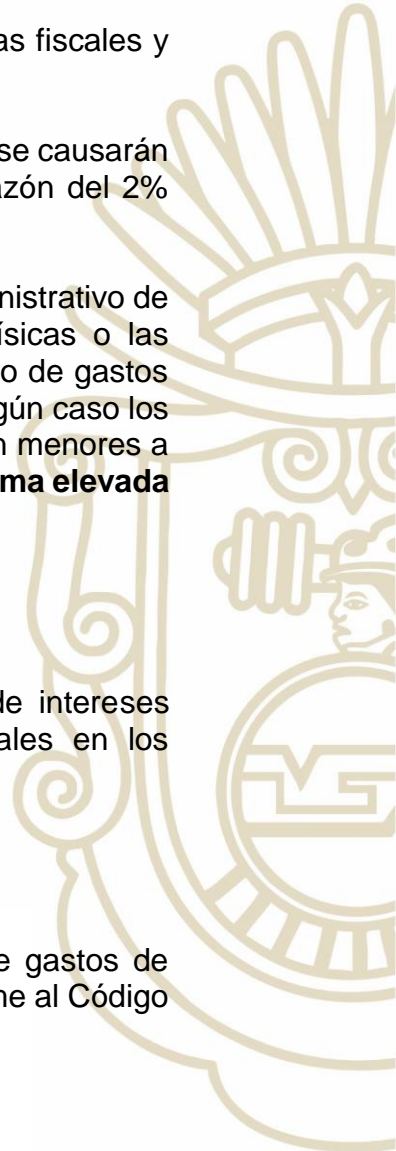 as fiscales y
se causarán
azón del 2%
nistrativo de
ísicas o las
o de gastos
gún caso los
n menores a
ma elevada
de intereses
ales en los
e gastos de
ne al Código